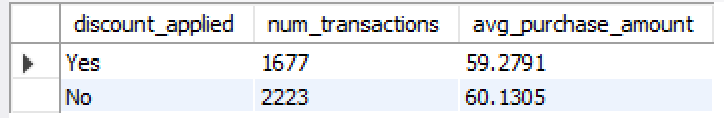 discount_applied num_transactions avg_purchase_amount
Yes 1677 59.2791
No 2223 60.1305